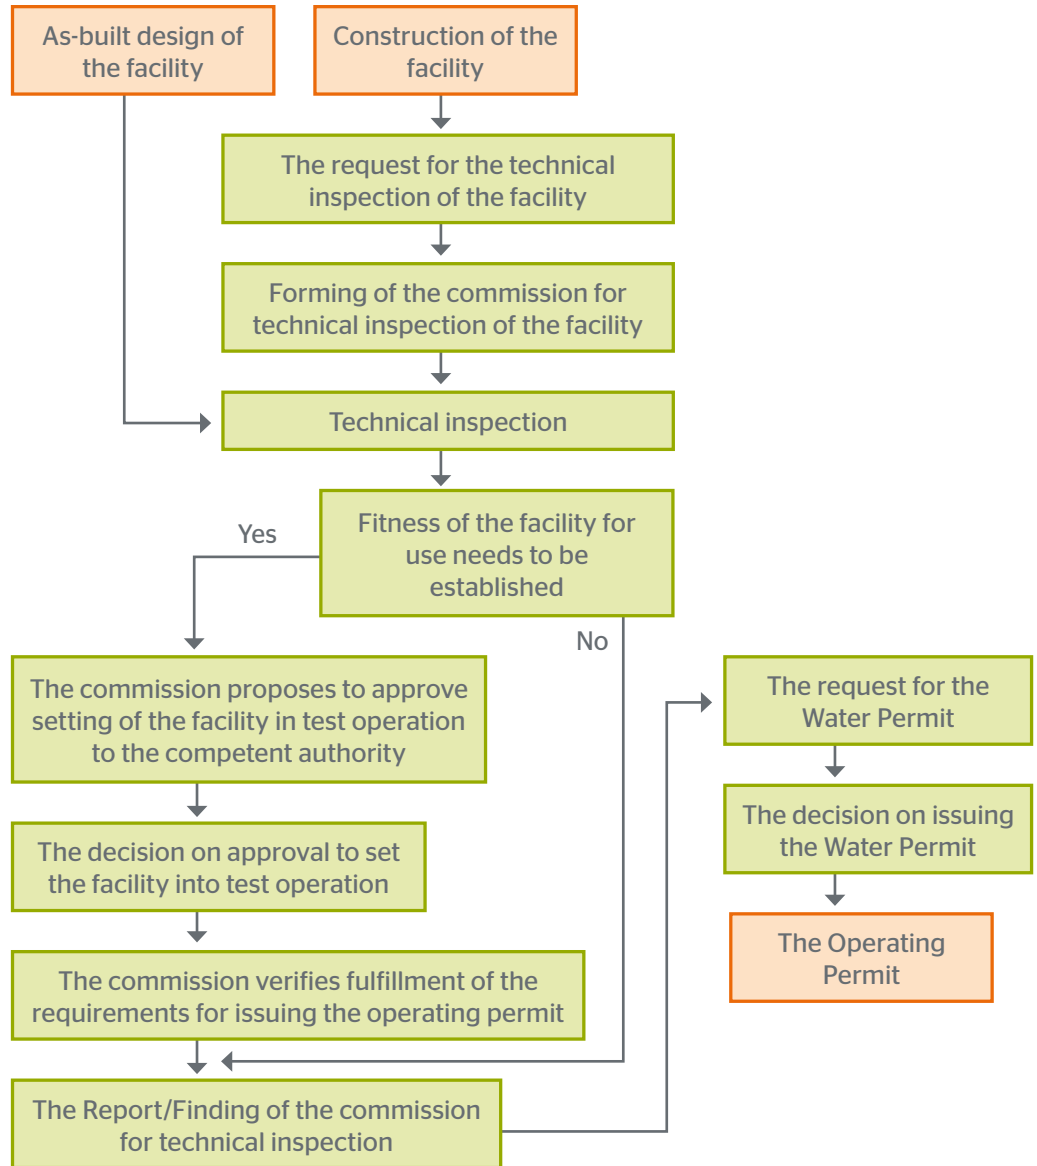 As-built design of
the facility
Construction of the
facility
The request for the technical
inspection of the facility
Forming of the commission for
technical inspection of the facility
Technical inspection
Fitness of the facility for
use needs to be
established
Yes
No
The commission proposes to approve
setting of the facility in test operation
to the competent authority
The decision on approval to set
the facility into test operation
The commission verifies fulfillment of the
requirements for issuing the operating permit
The Report/Finding of the commission
for technical inspection
The request for the
Water Permit
The decision on issuing
the Water Permit
The Operating
Permit